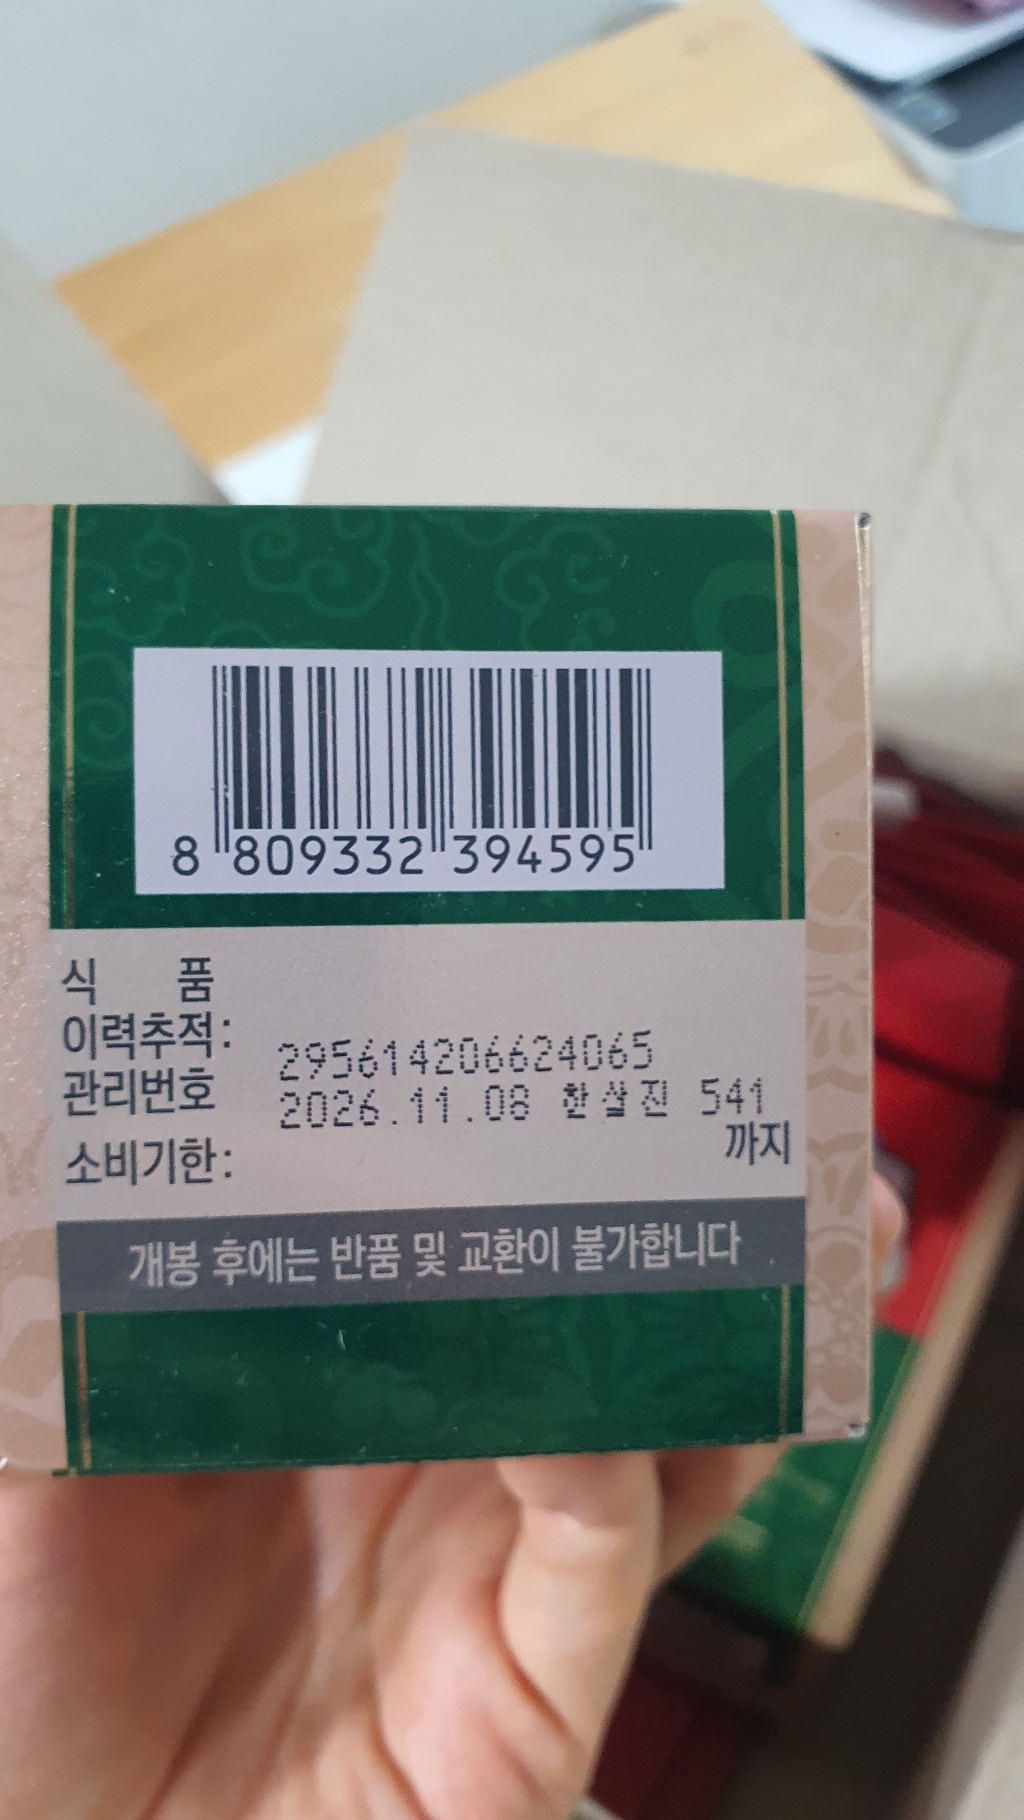 8 809332 394595
식 품
이력추적:
관리번호
295614206624065
2026.11.08 한살진 541
소비기한:
까지
개봉 후에는 반품 및 교환이 불가합니다